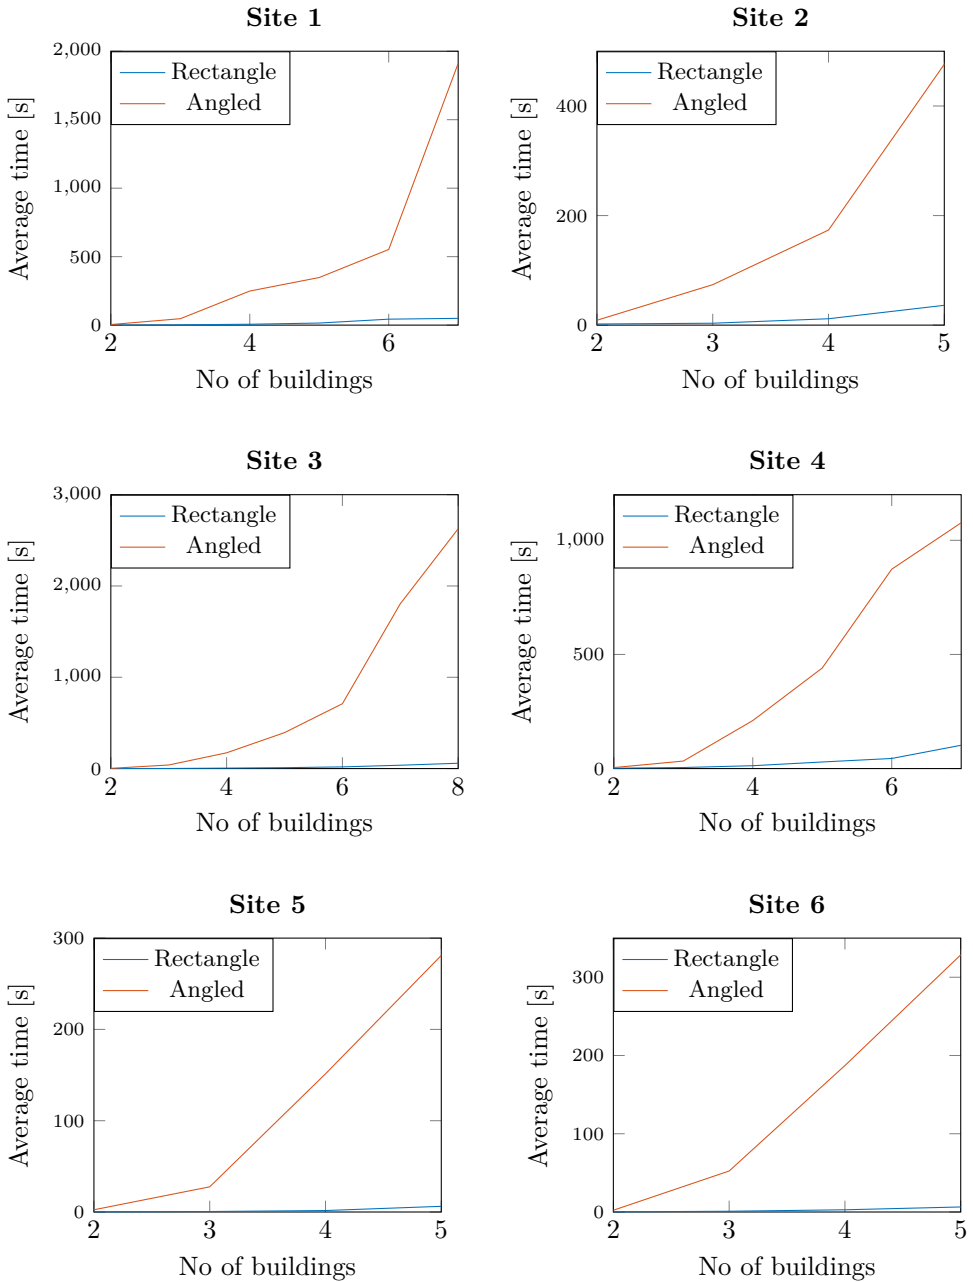 Site 1
2,000
1,500
1,000
500
0
Average time [s]
Rectangle
Angled
2
4
6
No of buildings
Site 2
400
200
0
Average time [s]
Rectangle
Angled
2
3
4
5
No of buildings
Site 3
3,000
2,000
1,000
0
Average time [s]
Rectangle
Angled
2
4
6
8
No of buildings
Site 4
1,000
500
0
Average time [s]
Rectangle
Angled
2
4
6
No of buildings
Site 5
300
200
100
0
Average time [s]
Rectangle
Angled
2
3
4
5
No of buildings
Site 6
300
200
100
0
Average time [s]
Rectangle
Angled
2
3
4
5
No of buildings